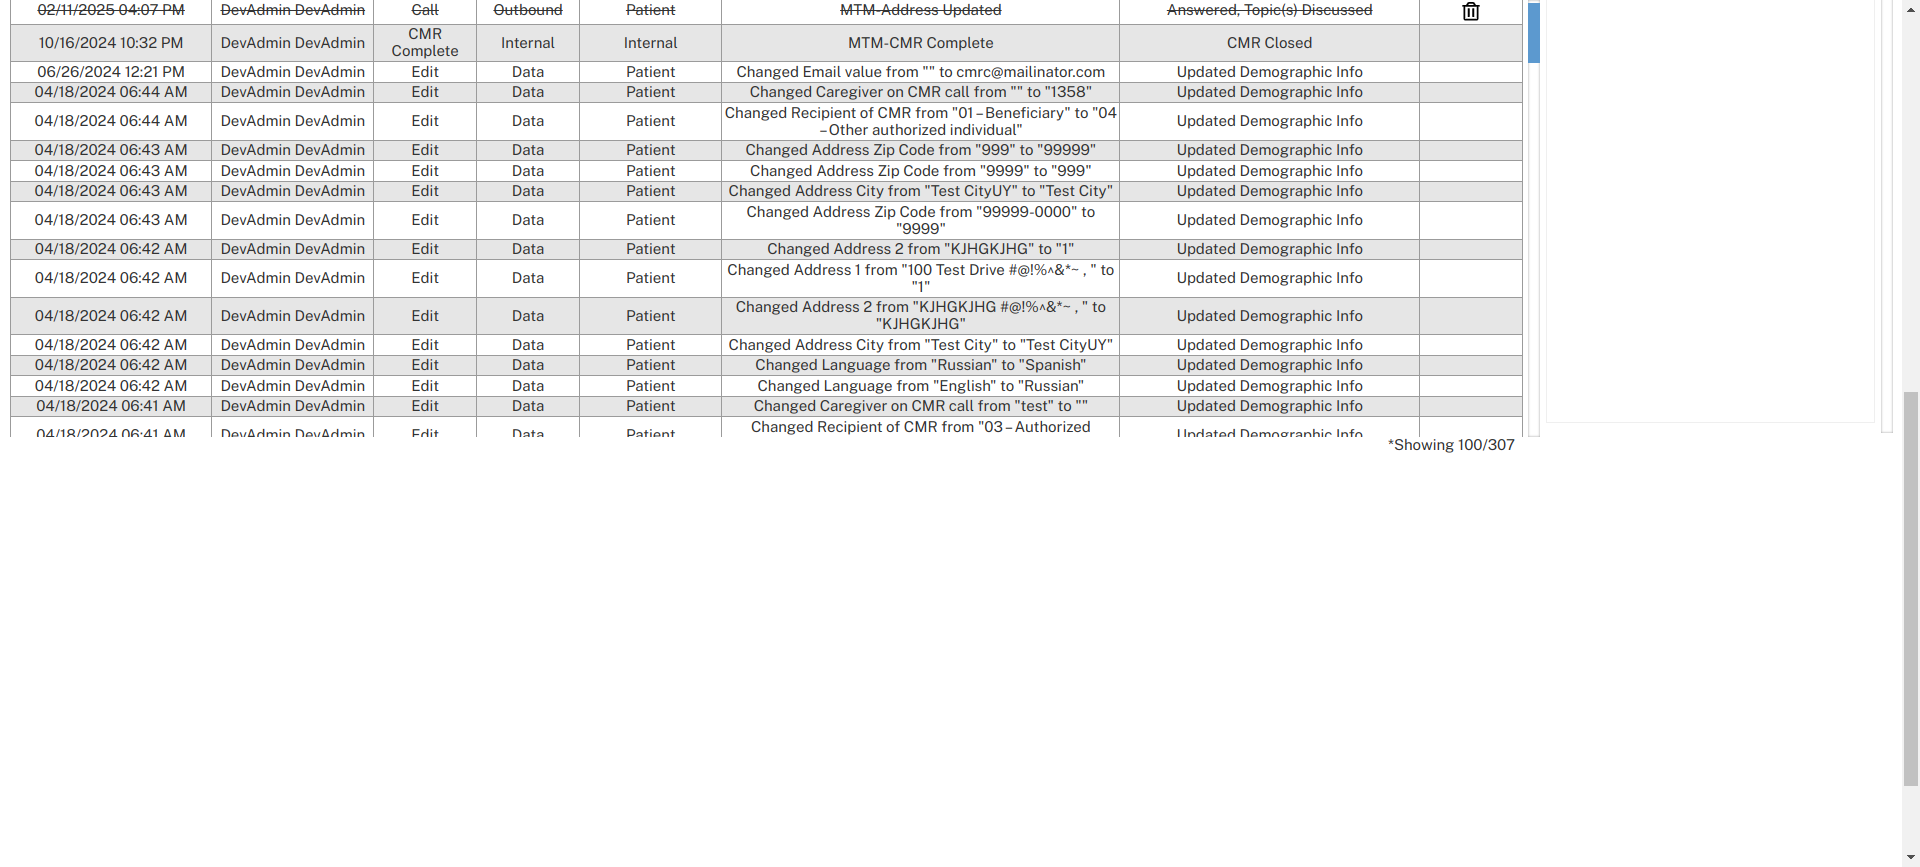 02/11/2025 04:07 PM DevAdmin DevAdmin Call Outbound Patient MTM-Address Updated Answered, Topic(s) Discussed
10/16/2024 10:32 PM DevAdmin DevAdmin CMR Complete Internal Internal MTM-CMR Complete CMR Closed
06/26/2024 12:21 PM DevAdmin DevAdmin Edit Data Patient Changed Email value from "" to cmrc@mailinator.com Updated Demographic Info
04/18/2024 06:44 AM DevAdmin DevAdmin Edit Data Patient Changed Caregiver on CMR call from "" to "1358" Updated Demographic Info
04/18/2024 06:44 AM DevAdmin DevAdmin Edit Data Patient Changed Recipient of CMR from "01 – Beneficiary" to "04 – Other authorized individual" Updated Demographic Info
04/18/2024 06:43 AM DevAdmin DevAdmin Edit Data Patient Changed Address Zip Code from "999" to "99999" Updated Demographic Info
04/18/2024 06:43 AM DevAdmin DevAdmin Edit Data Patient Changed Address Zip Code from "9999" to "999" Updated Demographic Info
04/18/2024 06:43 AM DevAdmin DevAdmin Edit Data Patient Changed Address City from "Test CityUY" to "Test City" Updated Demographic Info
04/18/2024 06:43 AM DevAdmin DevAdmin Edit Data Patient Changed Address Zip Code from "99999-0000" to "9999" Updated Demographic Info
04/18/2024 06:42 AM DevAdmin DevAdmin Edit Data Patient Changed Address 2 from "KJHGKJHG" to "1" Updated Demographic Info
04/18/2024 06:42 AM DevAdmin DevAdmin Edit Data Patient Changed Address 1 from "100 Test Drive #@!%^&*~ , " to "1" Updated Demographic Info
04/18/2024 06:42 AM DevAdmin DevAdmin Edit Data Patient Changed Address 2 from "KJHGKJHG #@!%^&*~ , " to "KJHGKJHG" Updated Demographic Info
04/18/2024 06:42 AM DevAdmin DevAdmin Edit Data Patient Changed Address City from "Test City" to "Test CityUY" Updated Demographic Info
04/18/2024 06:42 AM DevAdmin DevAdmin Edit Data Patient Changed Language from "Russian" to "Spanish" Updated Demographic Info
04/18/2024 06:42 AM DevAdmin DevAdmin Edit Data Patient Changed Language from "English" to "Russian" Updated Demographic Info
04/18/2024 06:41 AM DevAdmin DevAdmin Edit Data Patient Changed Caregiver on CMR call from "test" to "" Updated Demographic Info
04/18/2024 06:41 AM DevAdmin DevAdmin Edit Data Patient Changed Recipient of CMR from "03 – Authorized Updated Demographic Info
*Showing 100/307